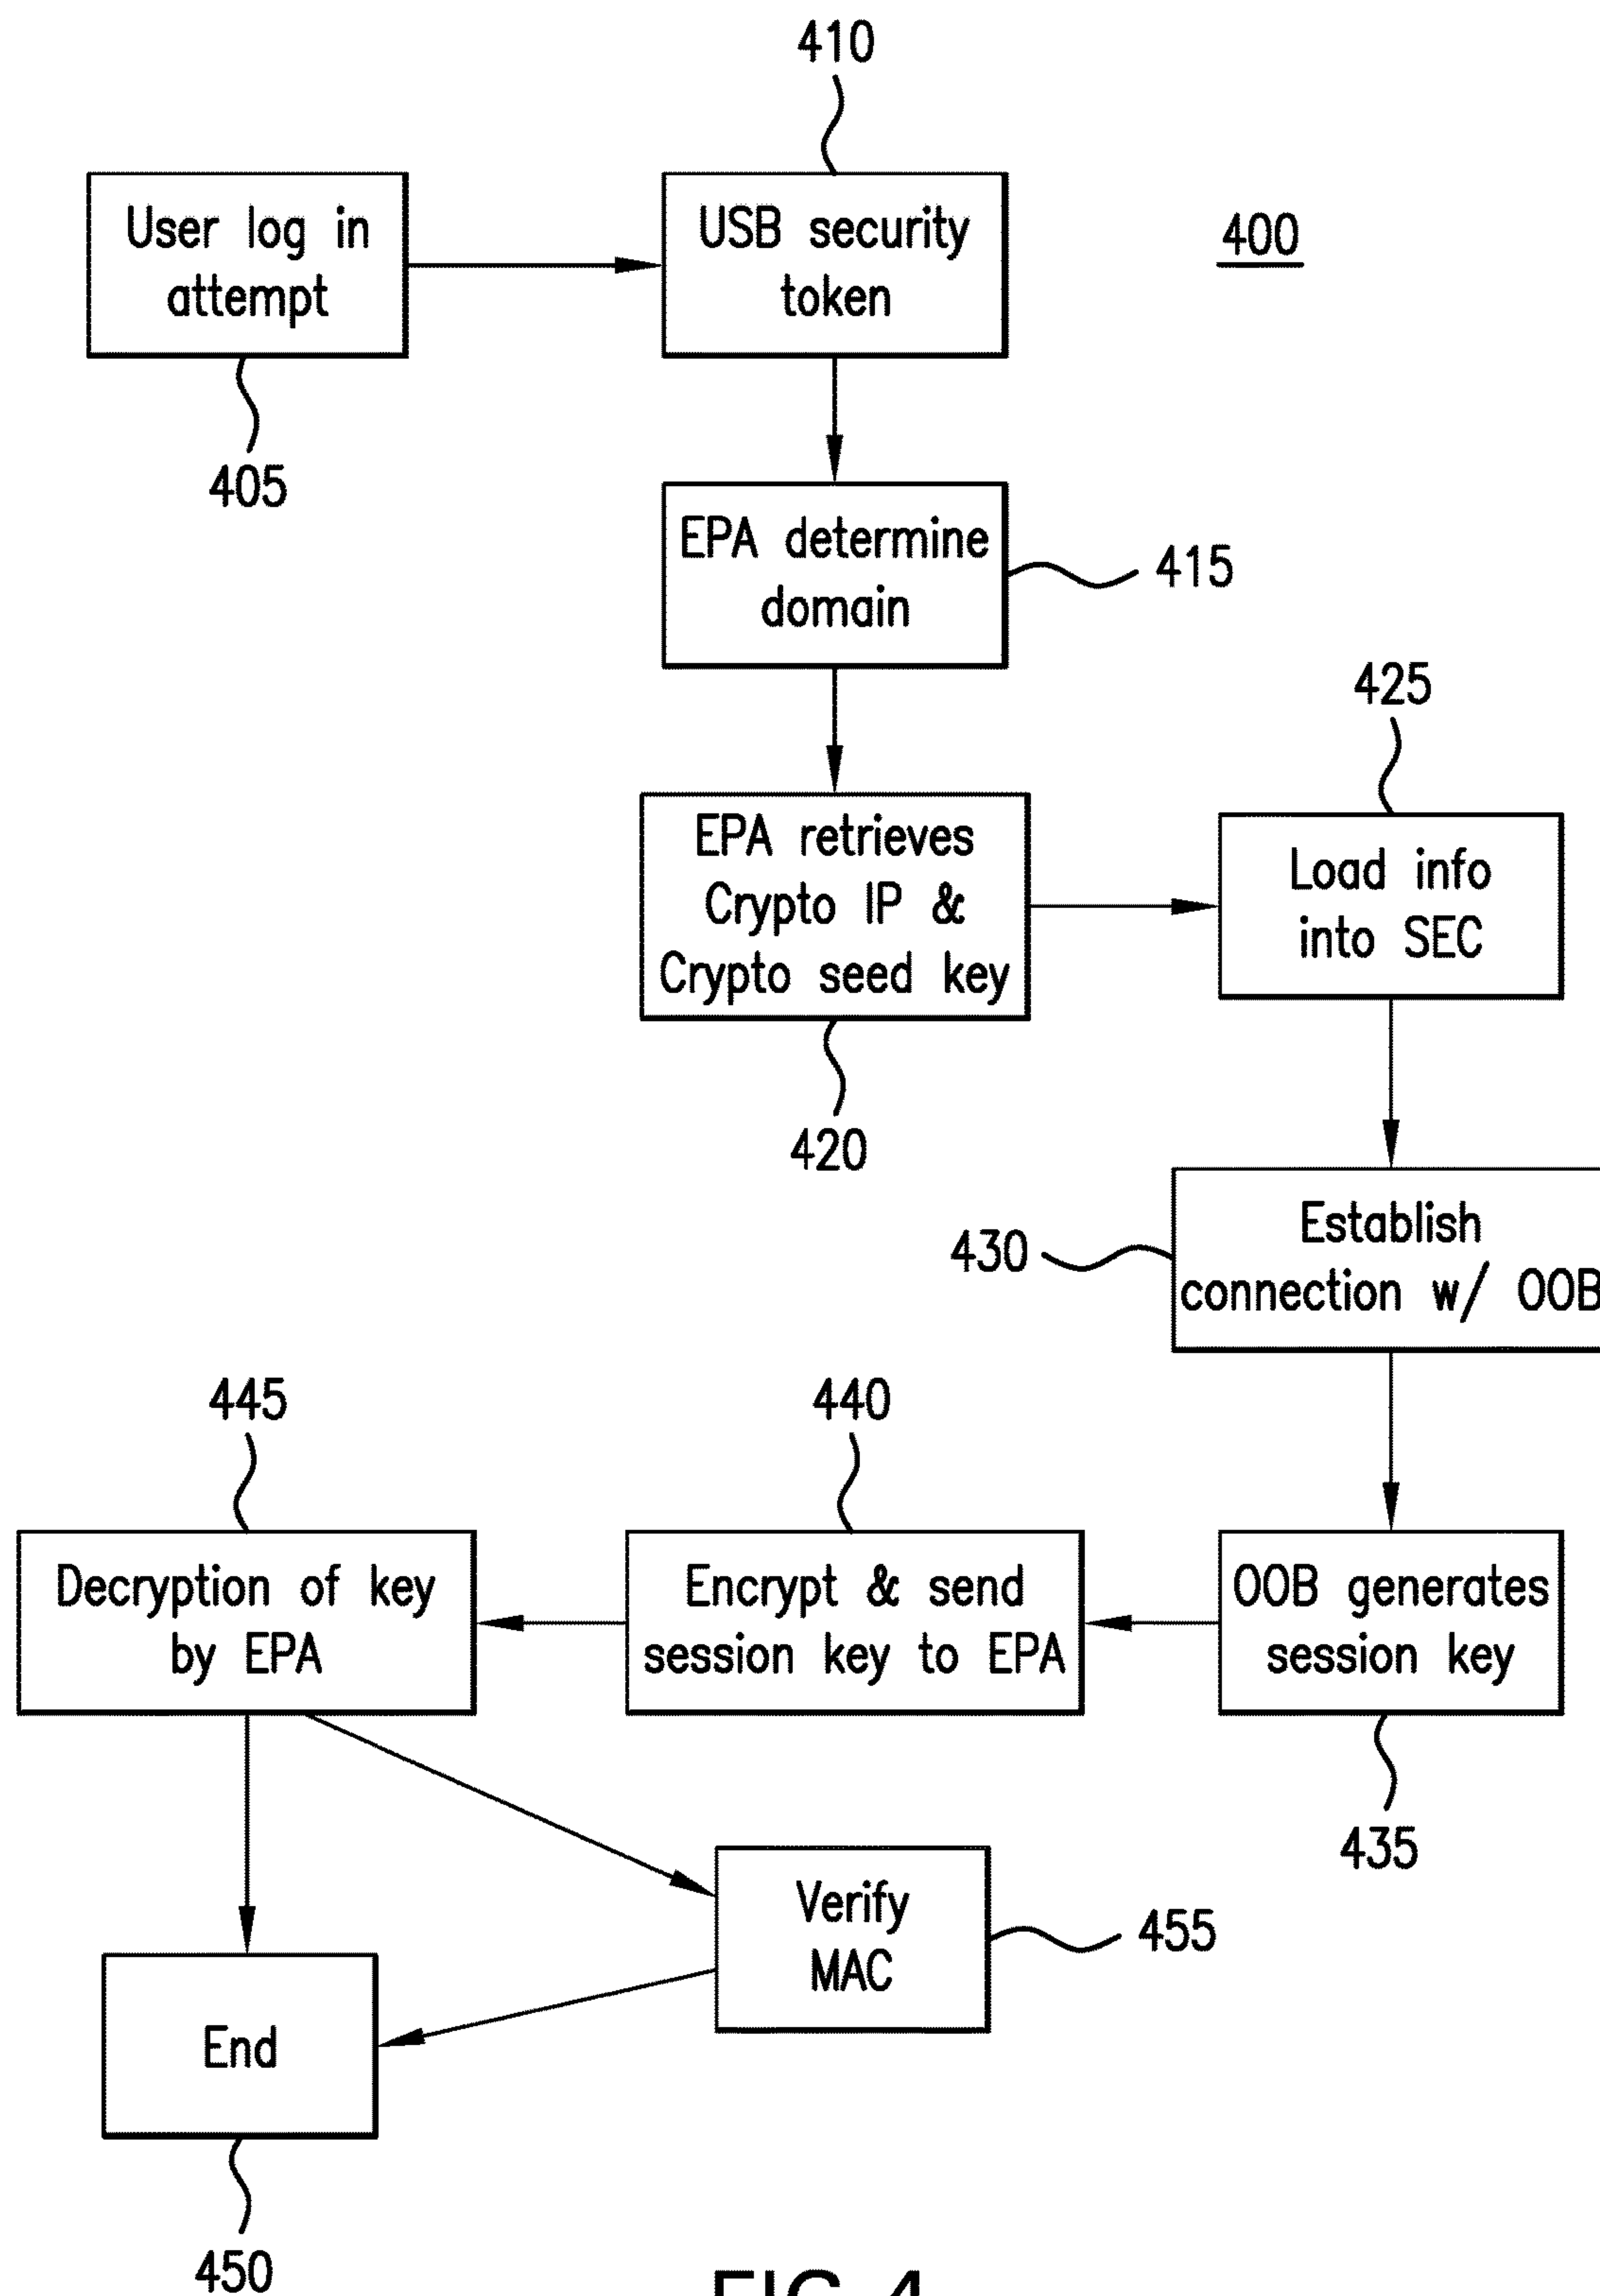 410
User log in
attempt
USB security
token
400
405
EPA determine
domain
415
425
EPA retrieves
Crypto IP &
Crypto seed key
Load info
into SEC
420
430
Establish
connection w/ OOB
445
440
Decryption of key
by EPA
Encrypt & send
session key to EPA
OOB generates
session key
435
Verify
MAC
455
End
450
FIG. 4